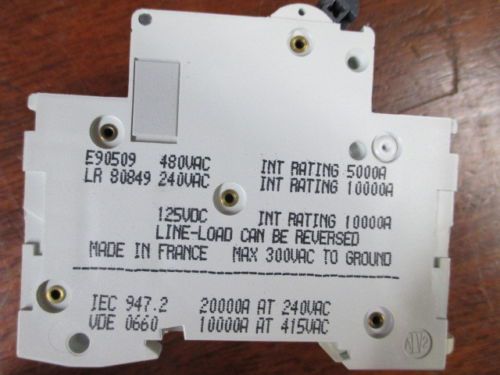 E90509 480VAC INT RATING 5000A
LR 80849 240VAC INT RATING 10000A
125VDC INT RATING 10000A
LINE-LOAD CAN BE REVERSED
MADE IN FRANCE MAX 300VAC TO GROUND
IEC 947.2 20000A AT 240VAC
VDE 0660 10000A AT 415VAC